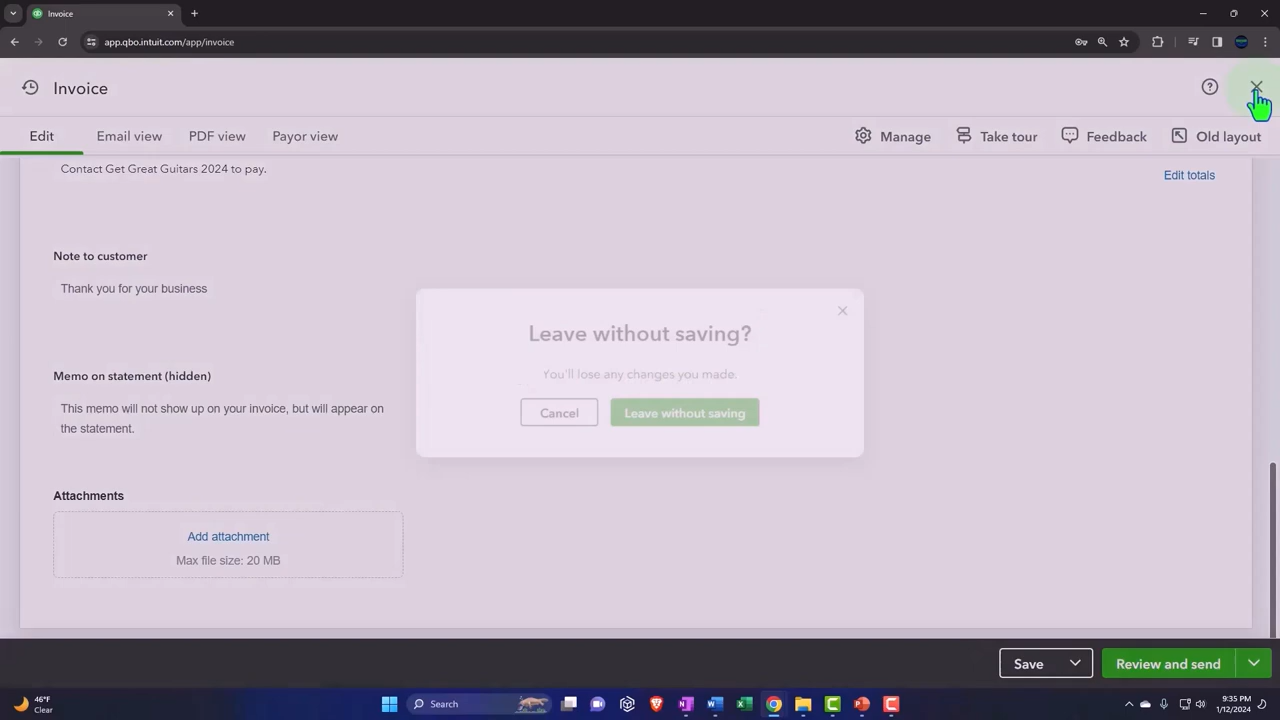 Invoice
app.qbo.intuit.com/app/invoice
Invoice
Edit
Email view
PDF view
Payor view
Manage
Take tour
Feedback
Old layout
Contact Get Great Guitars 2024 to pay.
Edit totals
Note to customer
Thank you for your business
Leave without saving?
You'll lose any changes you made.
Cancel
Leave without saving
Memo on statement (hidden)
This memo will not show up on your invoice, but will appear on
the statement.
Attachments
Add attachment
Max file size: 20 MB
Save
Review and send
46°F
Clear
Search
9:35 PM
1/12/2024